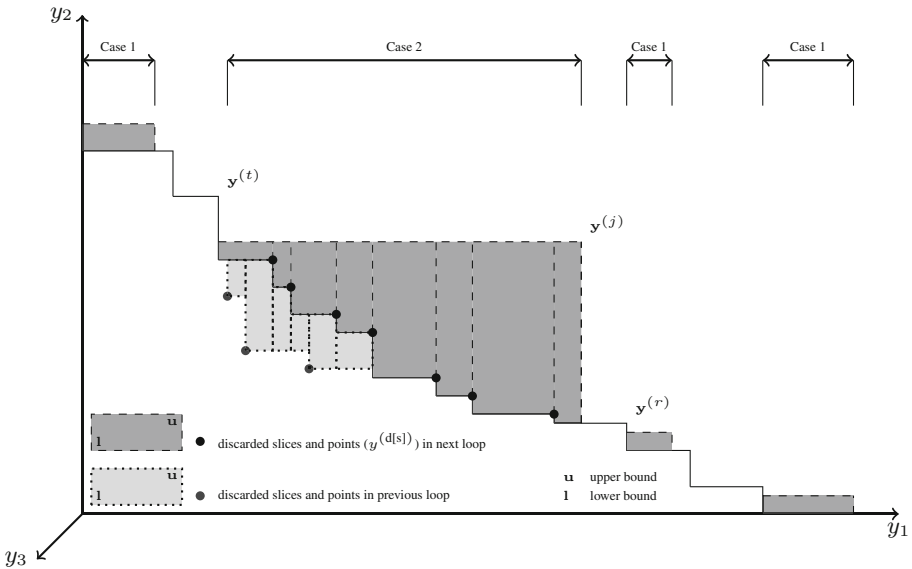 y₂
Case 1
Case 2
Case 1
Case 1
y⁽ᵗ⁾
y⁽ʲ⁾
y⁽ʳ⁾
u
l
discarded slices and points (y^(d[s])) in next loop
u
l
discarded slices and points in previous loop
u upper bound
l lower bound
y₁
y₃